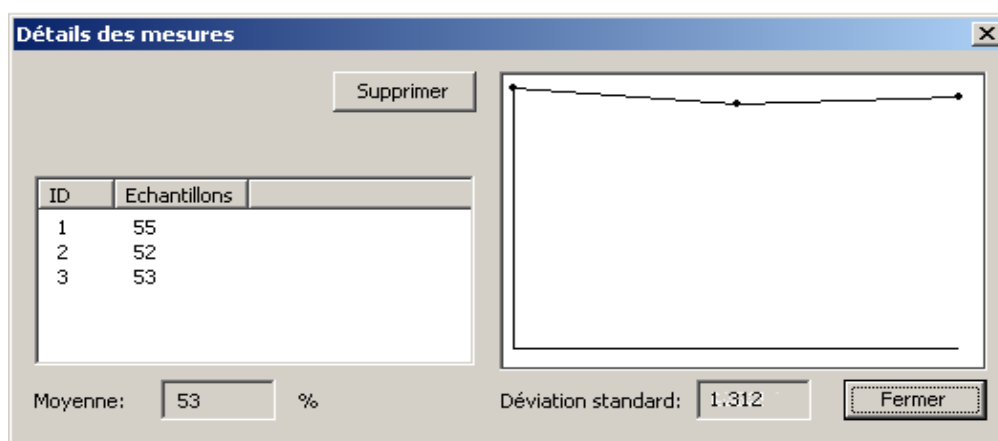 Détails des mesures
Supprimer
ID Echantillons
1 55
2 52
3 53
Moyenne: 53 %
Déviation standard: 1.312
Fermer